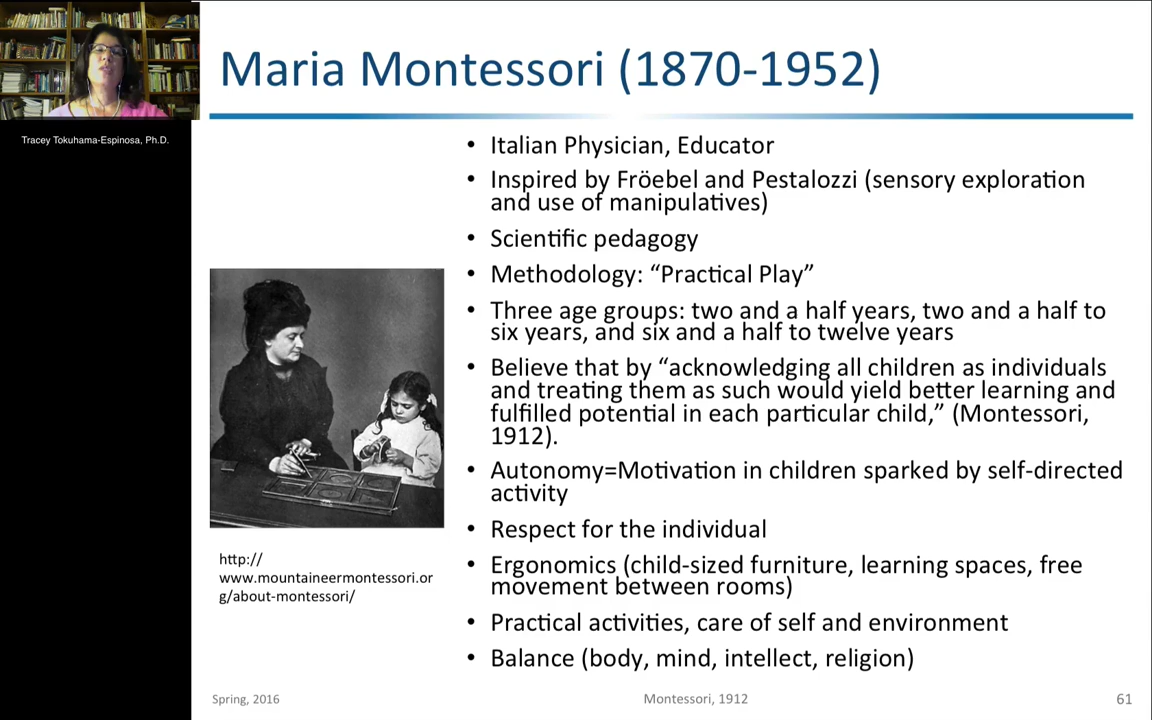 Maria Montessori (1870-1952)
Tracey Tokuhama-Espinosa, Ph.D.
• Italian Physician, Educator
• Inspired by Fröebel and Pestalozzi (sensory exploration
and use of manipulatives)
• Scientific pedagogy
• Methodology: “Practical Play”
• Three age groups: two and a half years, two and a half to
six years, and six and a half to twelve years
• Believe that by “acknowledging all children as individuals
and treating them as such would yield better learning and
fulfilled potential in each particular child,” (Montessori,
1912).
• Autonomy=Motivation in children sparked by self-directed
activity
• Respect for the individual
• Ergonomics (child-sized furniture, learning spaces, free
movement between rooms)
• Practical activities, care of self and environment
• Balance (body, mind, intellect, religion)
http://
www.mountaineermontessori.or
g/about-montessori/
Spring, 2016
Montessori, 1912
61